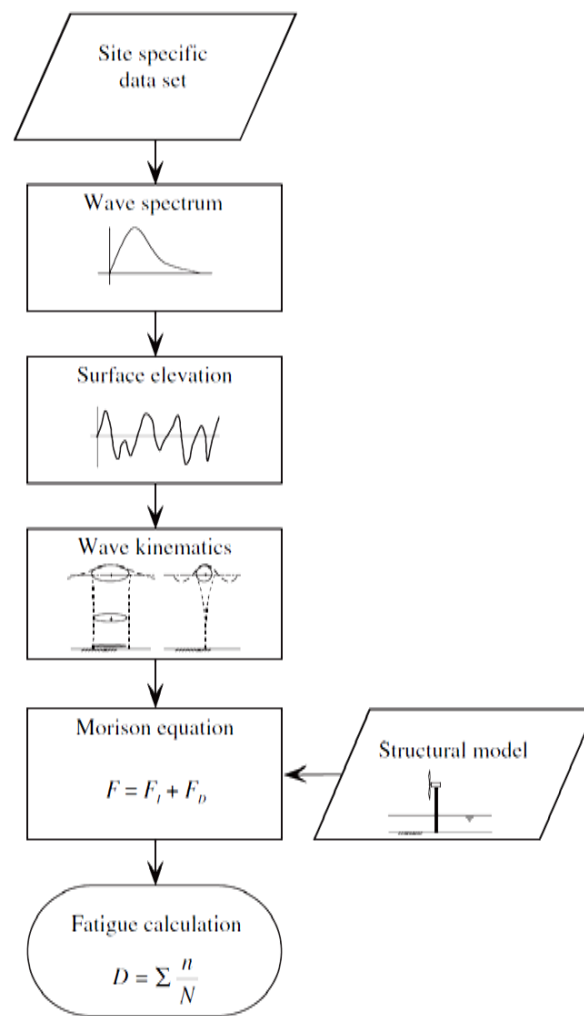 Site specific
data set
Wave spectrum
Surface elevation
Wave kinematics
Morison equation
F = F_I + F_D
Structural model
Fatigue calculation
D = Σ n/N